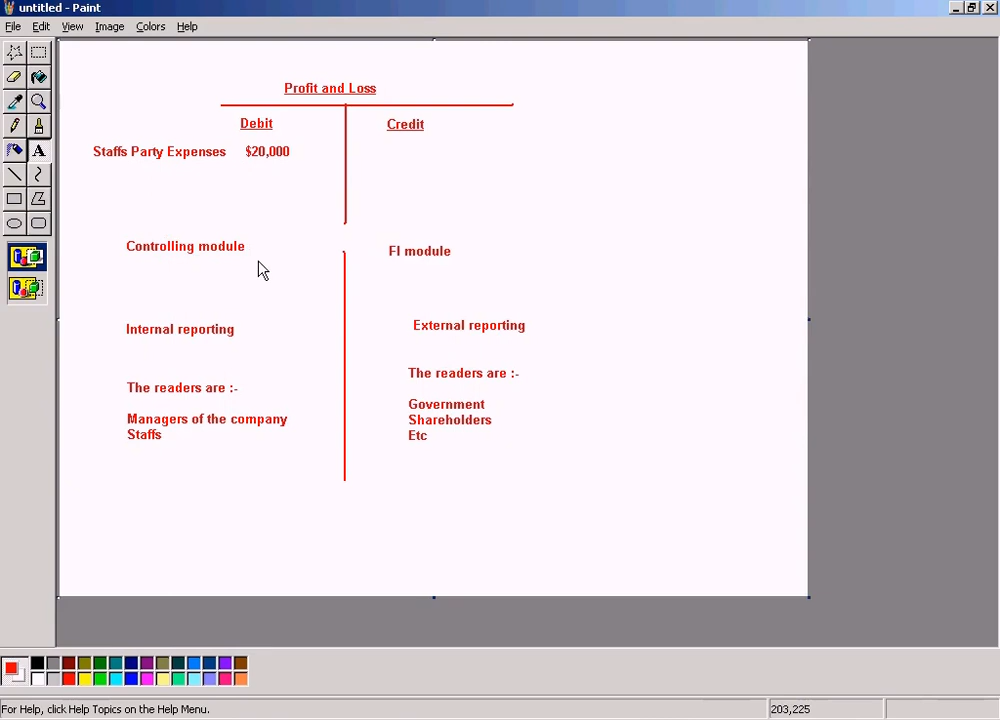 untitled - Paint
File Edit View Image Colors Help
Profit and Loss
Debit Credit
Staffs Party Expenses $20,000
Controlling module FI module
Internal reporting External reporting
The readers are :-
Managers of the company
Staffs
The readers are :-
Government
Shareholders
Etc
For Help, click Help Topics on the Help Menu. 203,225